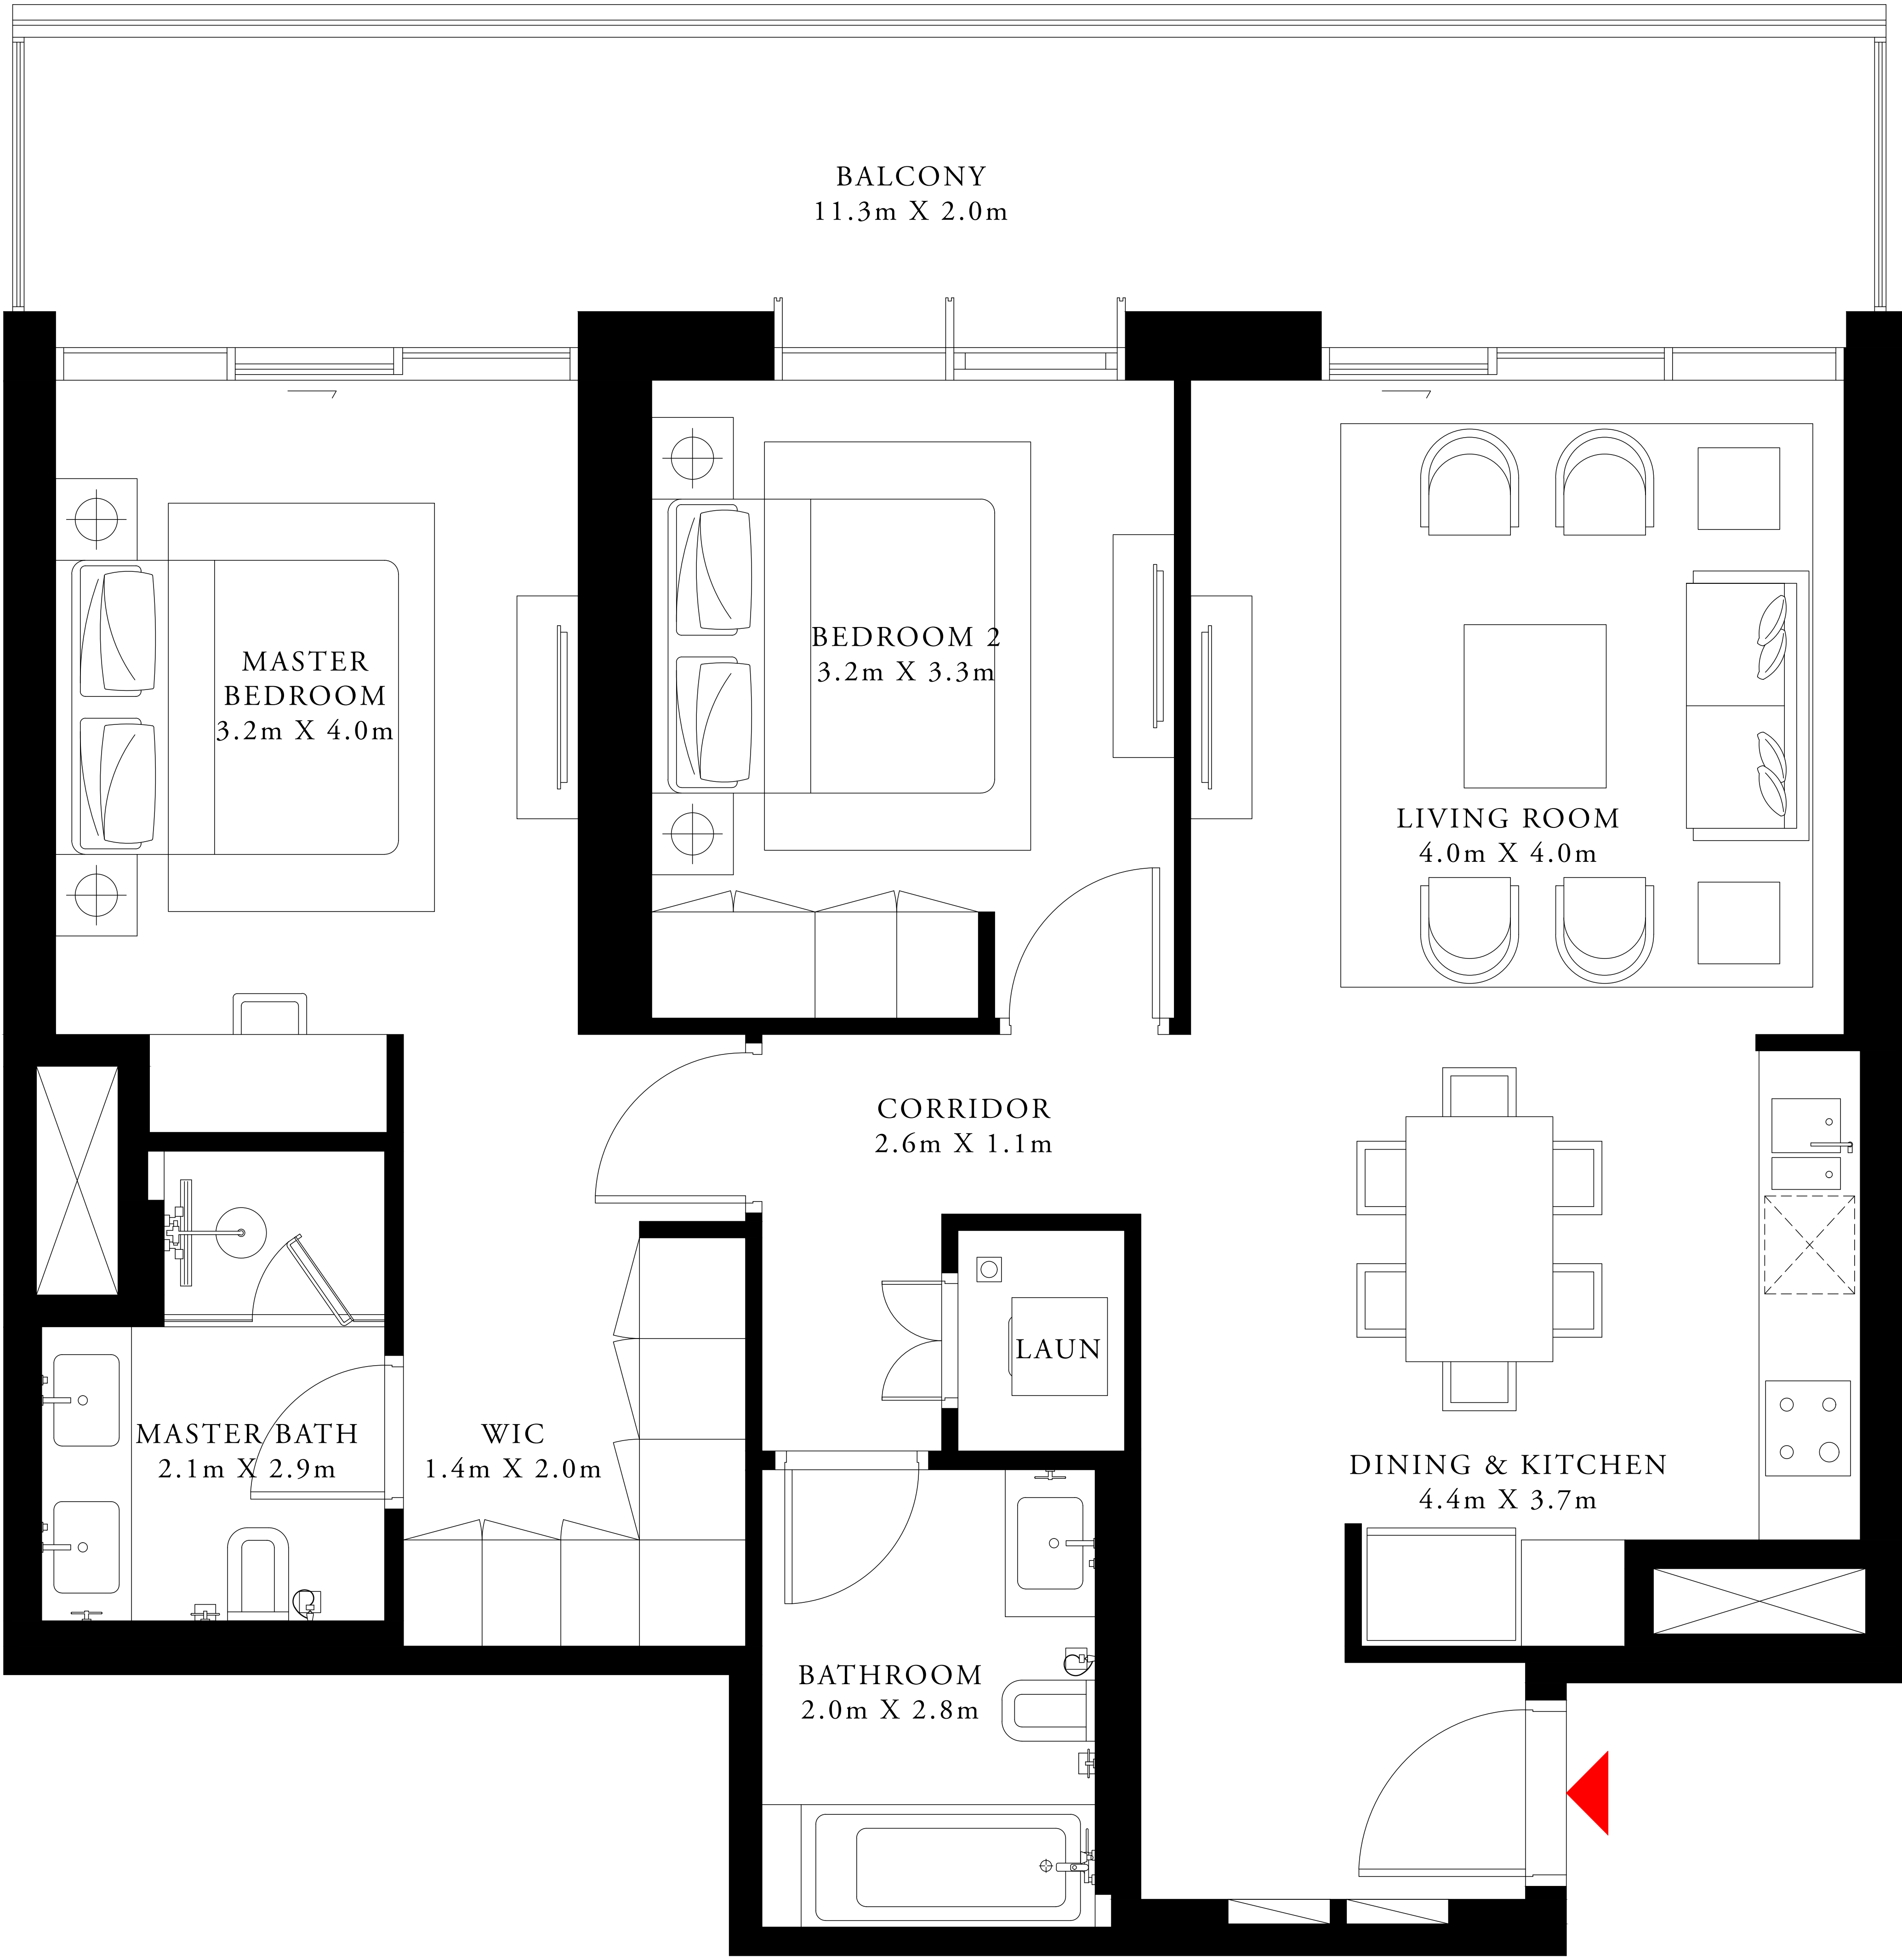 BALCONY
11.3m X 2.0m
MASTER
BEDROOM
3.2m X 4.0m
BEDROOM 2
3.2m X 3.3m
LIVING ROOM
4.0m X 4.0m
CORRIDOR
2.6m X 1.1m
LAUN
MASTER BATH
2.1m X 2.9m
WIC
1.4m X 2.0m
DINING & KITCHEN
4.4m X 3.7m
BATHROOM
2.0m X 2.8m